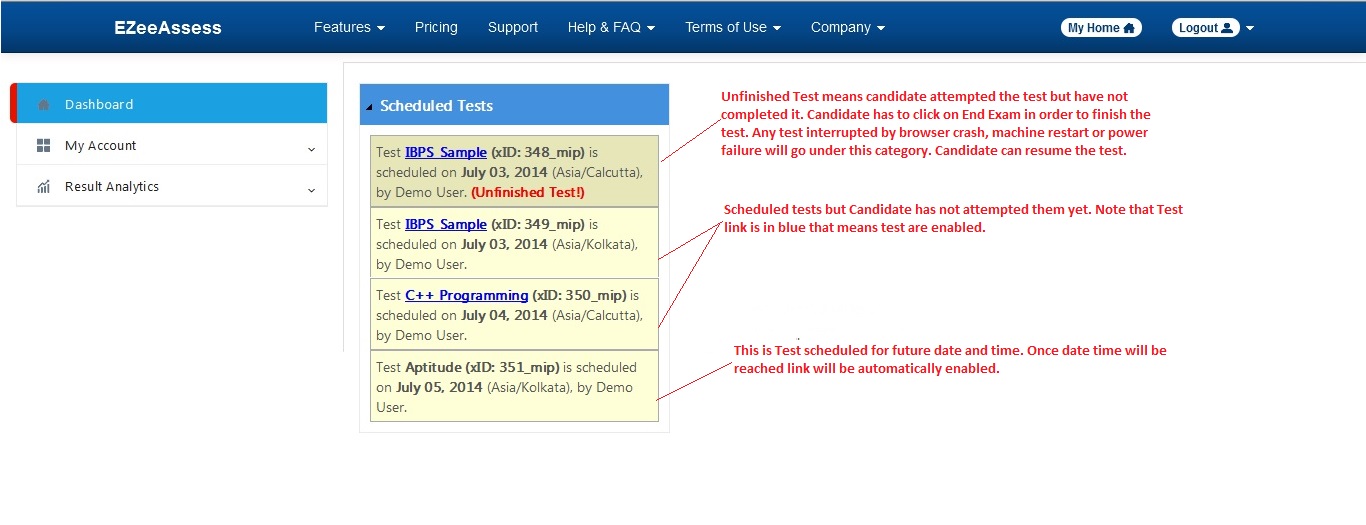 EZeeAssess Features Pricing Support Help & FAQ Terms of Use Company My Home Logout
Dashboard
My Account
Result Analytics
Scheduled Tests
Test IBPS Sample (xID: 348_mip) is
scheduled on July 03, 2014 (Asia/Calcutta),
by Demo User. (Unfinished Test!)
Test IBPS Sample (xID: 349_mip) is
scheduled on July 03, 2014 (Asia/Kolkata),
by Demo User.
Test C++ Programming (xID: 350_mip) is
scheduled on July 04, 2014 (Asia/Calcutta),
by Demo User.
Test Aptitude (xID: 351_mip) is scheduled
on July 05, 2014 (Asia/Kolkata), by Demo
User.
Unfinished Test means candidate attempted the test but have not
completed it. Candidate has to click on End Exam in order to finish the
test. Any test interrupted by browser crash, machine restart or power
failure will go under this category. Candidate can resume the test.
Scheduled tests but Candidate has not attempted them yet. Note that Test
link is in blue that means test are enabled.
This is Test scheduled for future date and time. Once date time will be
reached link will be automatically enabled.